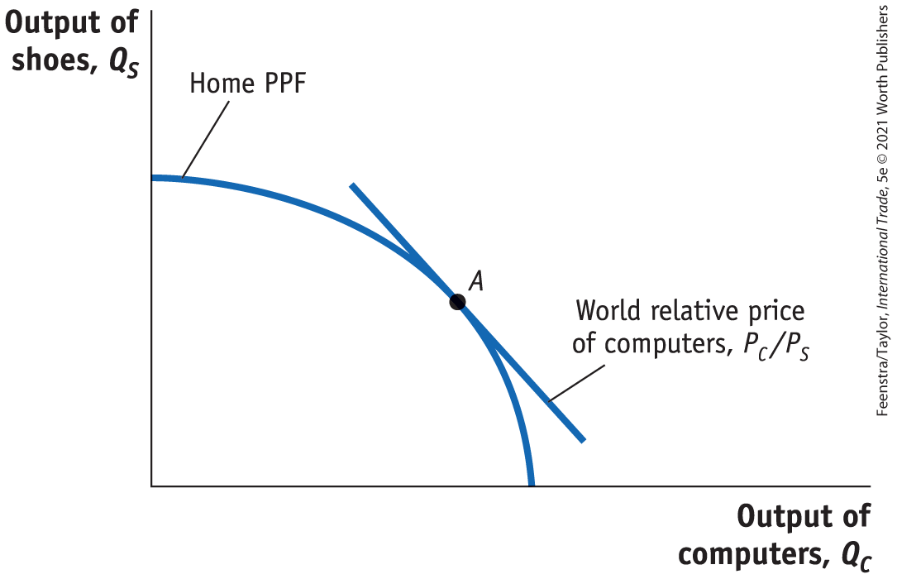 Output of
shoes, QS
Home PPF
A
World relative price
of computers, PC/PS
Output of
computers, QC
Feenstra/Taylor, International Trade, 5e © 2021 Worth Publishers